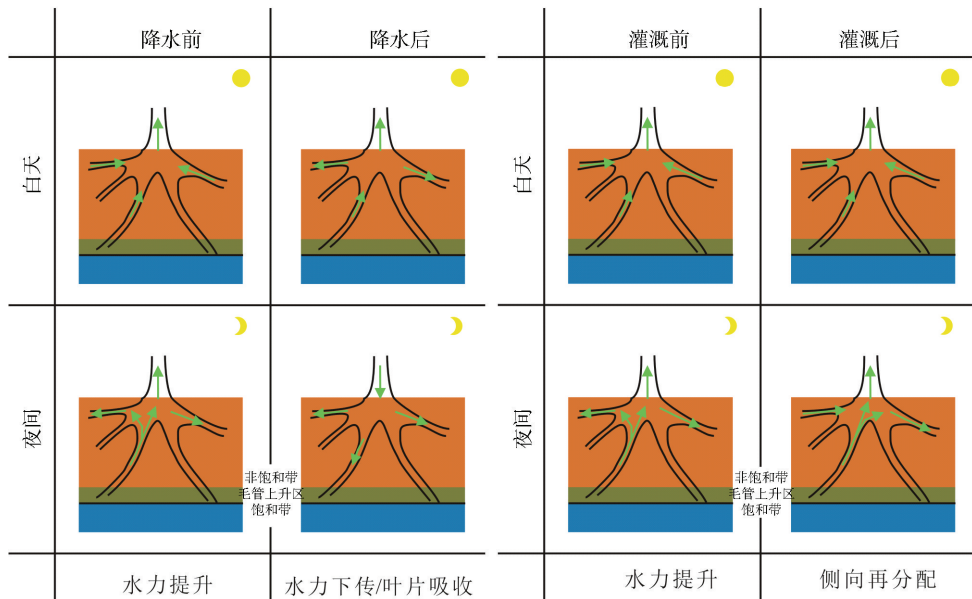 降水前
降水后
灌溉前
灌溉后
白天
白天
夜间
夜间
非饱和带
毛管上升区
饱和带
非饱和带
毛管上升区
饱和带
水力提升
水力下传/叶片吸收
水力提升
侧向再分配